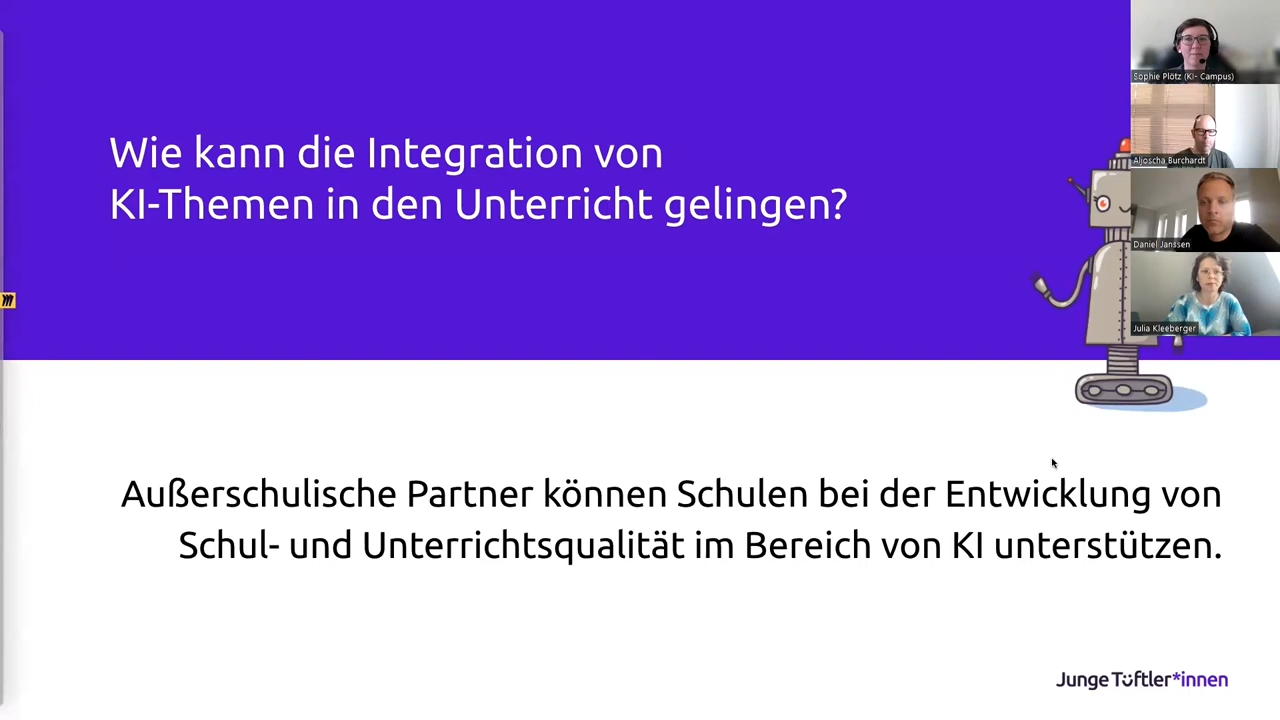 Wie kann die Integration von
KI-Themen in den Unterricht gelingen?
Sophie Plötz (KI- Campus)
Aljoscha Burchardt
Daniel Janssen
Julia Kleeberger
Außerschulische Partner können Schulen bei der Entwicklung von
Schul- und Unterrichtsqualität im Bereich von KI unterstützen.
Junge Tüftler*innen